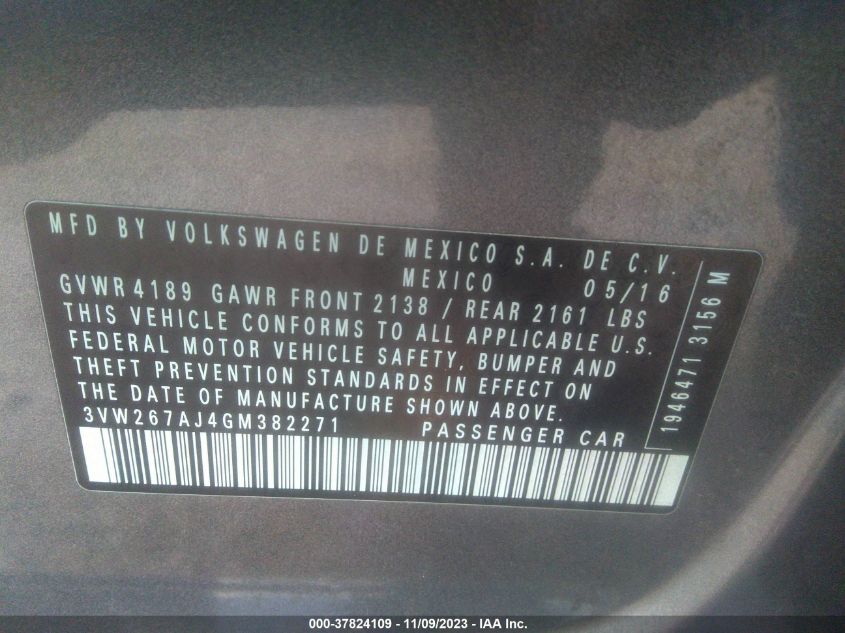 MFD BY VOLKSWAGEN DE MEXICO S.A. DE C.V.
MEXICO 05/16
GVWR 4189 GAWR FRONT 2138 / REAR 2161 LBS
THIS VEHICLE CONFORMS TO ALL APPLICABLE U.S.
FEDERAL MOTOR VEHICLE SAFETY, BUMPER AND
THEFT PREVENTION STANDARDS IN EFFECT ON
THE DATE OF MANUFACTURE SHOWN ABOVE.
3VW267AJ4GM382271 PASSENGER CAR
1946471 3156 M
000-37824109 - 11/09/2023 - IAA Inc.